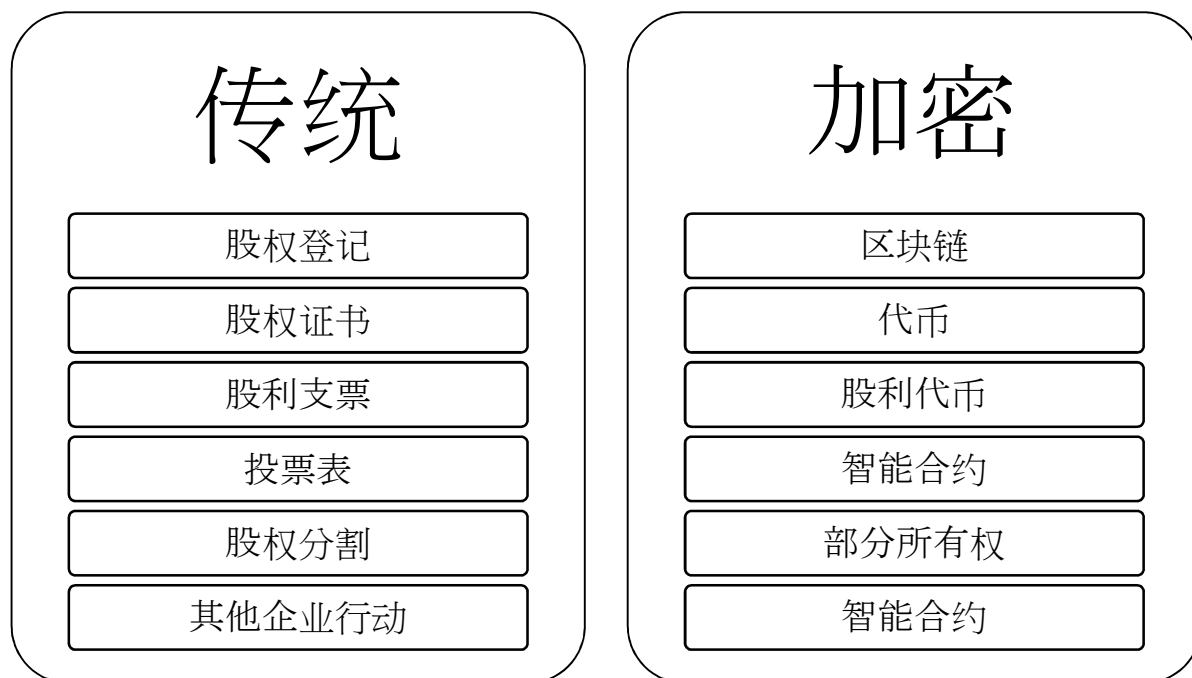 传统
股权登记
股权证书
股利支票
投票表
股权分割
其他企业行动
加密
区块链
代币
股利代币
智能合约
部分所有权
智能合约